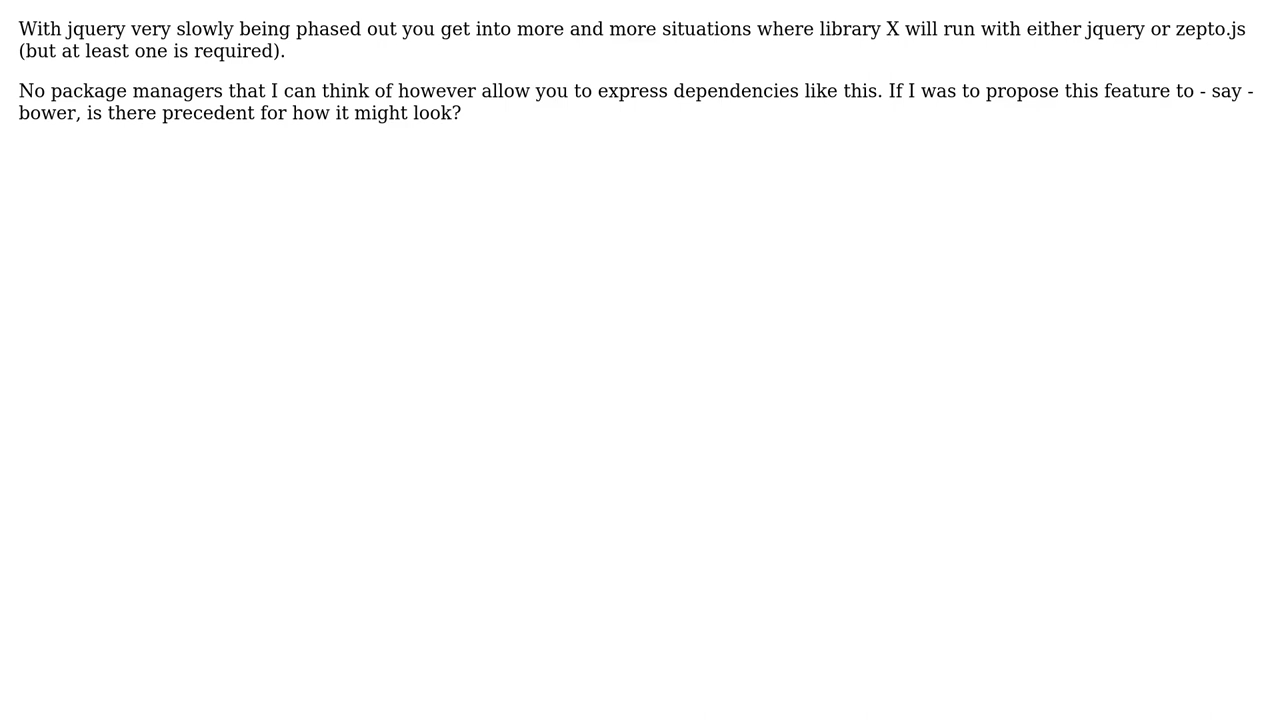 With jquery very slowly being phased out you get into more and more situations where library X will run with either jquery or zepto.js
(but at least one is required).
No package managers that I can think of however allow you to express dependencies like this. If I was to propose this feature to - say -
bower, is there precedent for how it might look?